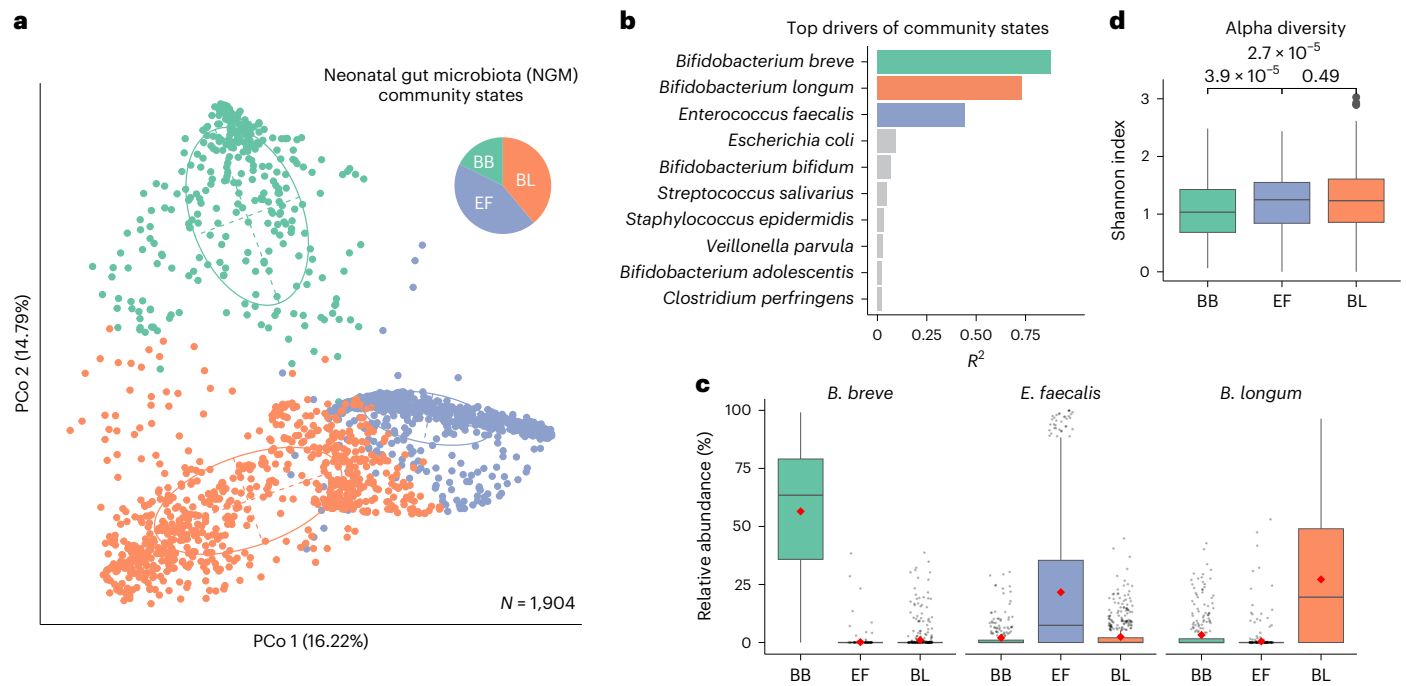 a
Neonatal gut microbiota (NGM)
community states
BB
BL
EF
PCo 2 (14.79%)
N = 1,904
PCo 1 (16.22%)
b
Top drivers of community states
Bifidobacterium breve
Bifidobacterium longum
Enterococcus faecalis
Escherichia coli
Bifidobacterium bifidum
Streptococcus salivarius
Staphylococcus epidermidis
Veillonella parvula
Bifidobacterium adolescentis
Clostridium perfringens
0 0.25 0.50 0.75
R²
d
Alpha diversity
2.7 × 10⁻⁵
3.9 × 10⁻⁵ 0.49
Shannon index
3
2
1
0
BB EF BL
c
B. breve E. faecalis B. longum
Relative abundance (%)
100
75
50
25
0
BB EF BL BB EF BL BB EF BL